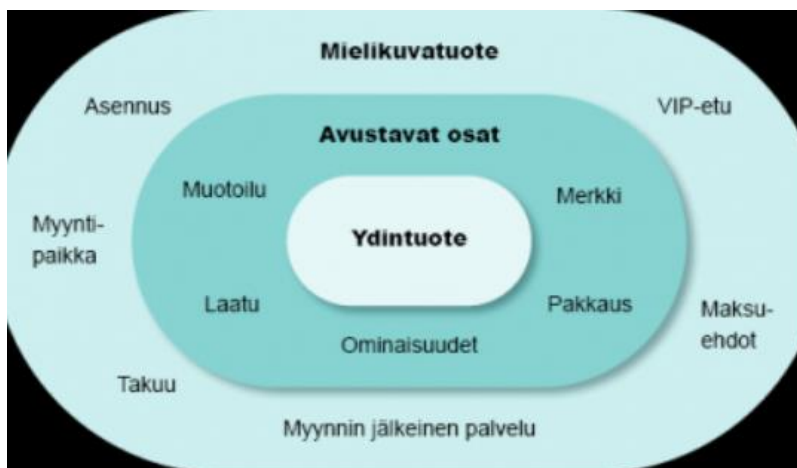 Mielikuvatuote
Asennus
VIP-etu
Avustavat osat
Muotoilu
Merkki
Ydintuote
Myynti-
paikka
Laatu
Pakkaus
Maksu-
ehdot
Ominaisuudet
Takuu
Myynnin jälkeinen palvelu